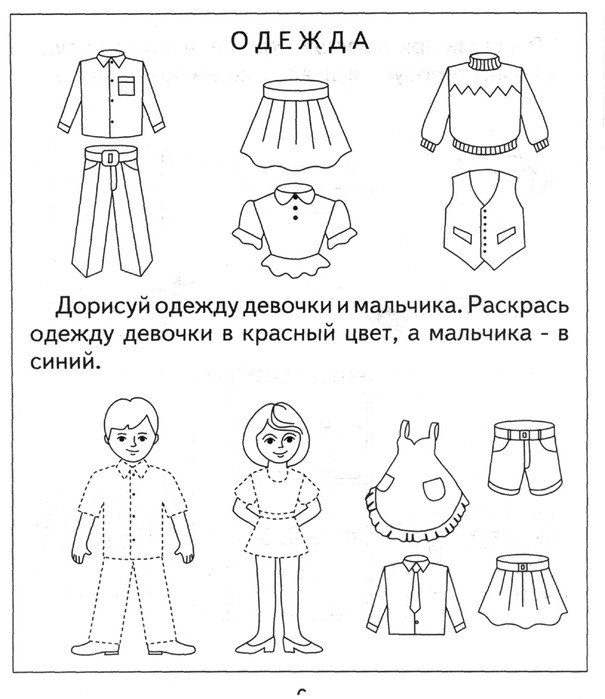 ОДЕЖДА
Дорисуй одежду девочки и мальчика. Раскрась
одежду девочки в красный цвет, а мальчика - в
синий.